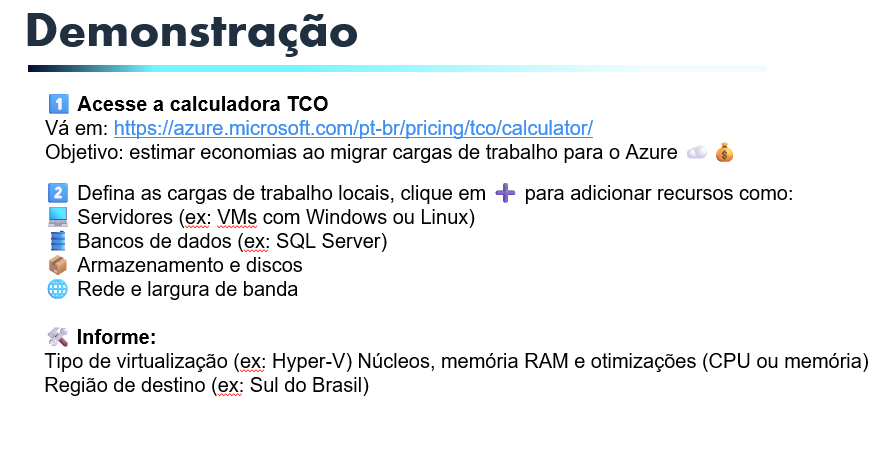 Demonstração
1️⃣ Acesse a calculadora TCO
Vá em: https://azure.microsoft.com/pt-br/pricing/tco/calculator/
Objetivo: estimar economias ao migrar cargas de trabalho para o Azure ☁️ 💰
2️⃣ Defina as cargas de trabalho locais, clique em ➕ para adicionar recursos como:
💻 Servidores (ex: VMs com Windows ou Linux)
🛢️ Bancos de dados (ex: SQL Server)
📦 Armazenamento e discos
🌐 Rede e largura de banda
🛠️ Informe:
Tipo de virtualização (ex: Hyper-V) Núcleos, memória RAM e otimizações (CPU ou memória)
Região de destino (ex: Sul do Brasil)